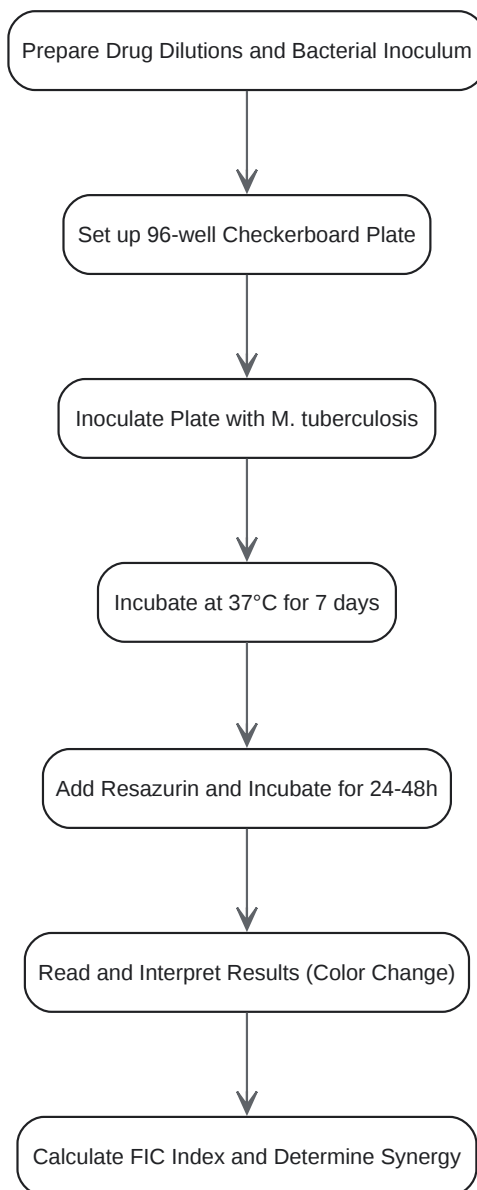 Prepare Drug Dilutions and Bacterial Inoculum
Set up 96-well Checkerboard Plate
Inoculate Plate with M. tuberculosis
Incubate at 37°C for 7 days
Add Resazurin and Incubate for 24-48h
Read and Interpret Results (Color Change)
Calculate FIC Index and Determine Synergy